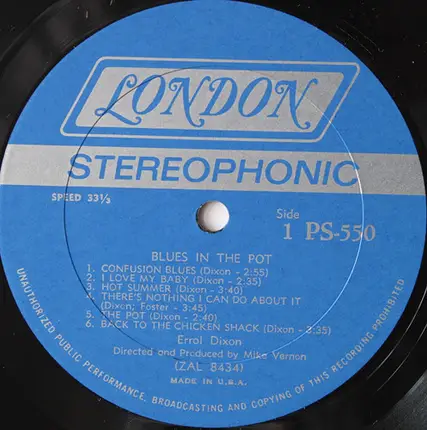 LONDON
STEREOPHONIC
SPEED 33⅓
Side
1 PS-550
BLUES IN THE POT
1. CONFUSION BLUES (Dixon - 2:55)
2. I LOVE MY BABY (Dixon - 2:35)
3. HOT SUMMER (Dixon - 3:40)
4. THERE'S NOTHING I CAN DO ABOUT IT
(Dixon; Foster - 3:45)
5. THE POT (Dixon - 2:40)
6. BACK TO THE CHICKEN SHACK (Dixon - 3:35)
Errol Dixon
Directed and Produced by Mike Vernon
(ZAL 8434)
MADE IN U.S.A.
UNAUTHORIZED PUBLIC PERFORMANCE, BROADCASTING AND COPYING OF THIS RECORDING PROHIBITED